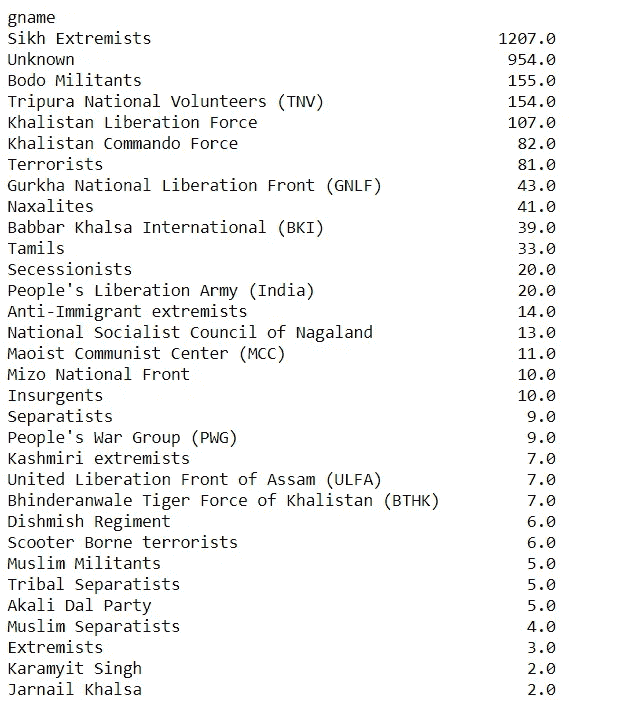 gname
Sikh Extremists 1207.0
Unknown 954.0
Bodo Militants 155.0
Tripura National Volunteers (TNV) 154.0
Khalistan Liberation Force 107.0
Khalistan Commando Force 82.0
Terrorists 81.0
Gurkha National Liberation Front (GNLF) 43.0
Naxalites 41.0
Babbar Khalsa International (BKI) 39.0
Tamils 33.0
Secessionists 20.0
People's Liberation Army (India) 20.0
Anti-Immigrant extremists 14.0
National Socialist Council of Nagaland 13.0
Maoist Communist Center (MCC) 11.0
Mizo National Front 10.0
Insurgents 10.0
Separatists 9.0
People's War Group (PWG) 9.0
Kashmiri extremists 7.0
United Liberation Front of Assam (ULFA) 7.0
Bhinderanwale Tiger Force of Khalistan (BTHK) 7.0
Dishmish Regiment 6.0
Scooter Borne terrorists 6.0
Muslim Militants 5.0
Tribal Separatists 5.0
Akali Dal Party 5.0
Muslim Separatists 4.0
Extremists 3.0
Karamyit Singh 2.0
Jarnail Khalsa 2.0